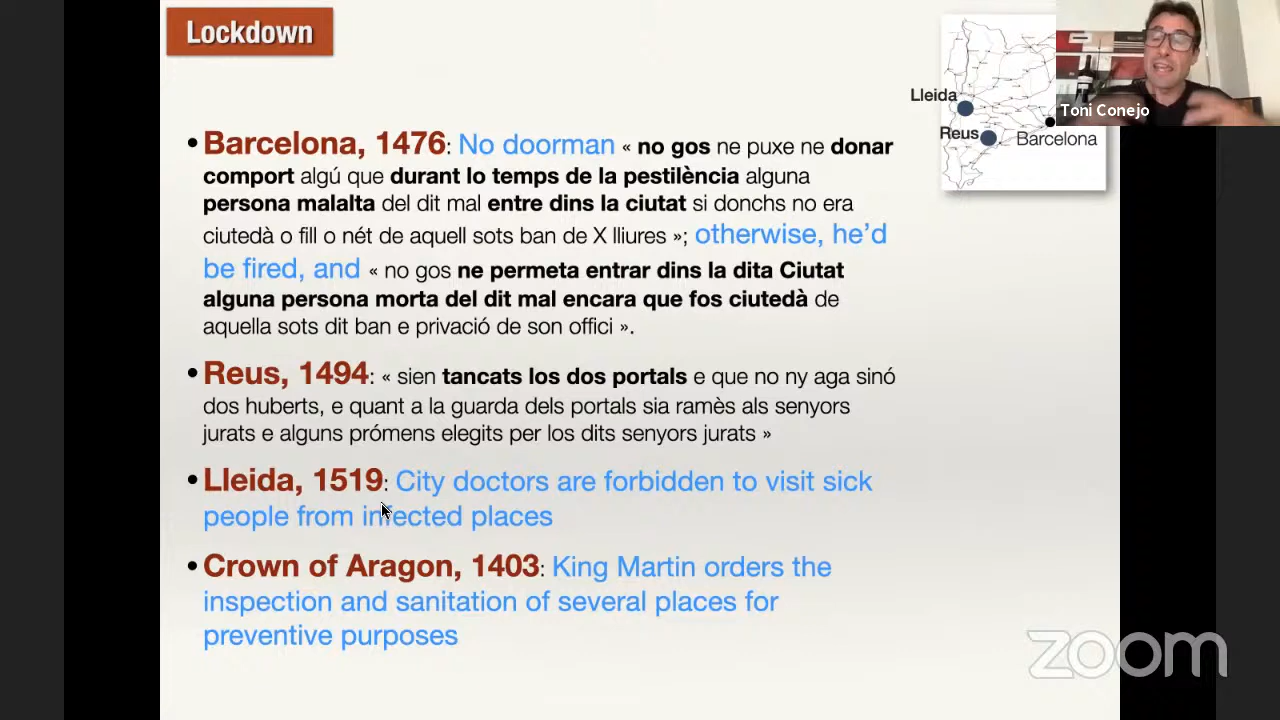 Lockdown
Lleida
Reus
Barcelona
Toni Conejo
• Barcelona, 1476: No doorman « no gos ne puxe ne donar
comport algú que durant lo temps de la pestilència alguna
persona malalta del dit mal entre dins la ciutat si donchs no era
ciutedà o fill o nét de aquell sots ban de X lliures »; otherwise, he'd
be fired, and « no gos ne permeta entrar dins la dita Ciutat
alguna persona morta del dit mal encara que fos ciutedà de
aquella sots dit ban e privació de son offici ».
• Reus, 1494: « sien tancats los dos portals e que no ny aga sinó
dos huberts, e quant a la guarda dels portals sia ramès als senyors
jurats e alguns prómens elegits per los dits senyors jurats »
• Lleida, 1519: City doctors are forbidden to visit sick
people from infected places
• Crown of Aragon, 1403: King Martin orders the
inspection and sanitation of several places for
preventive purposes
zoom